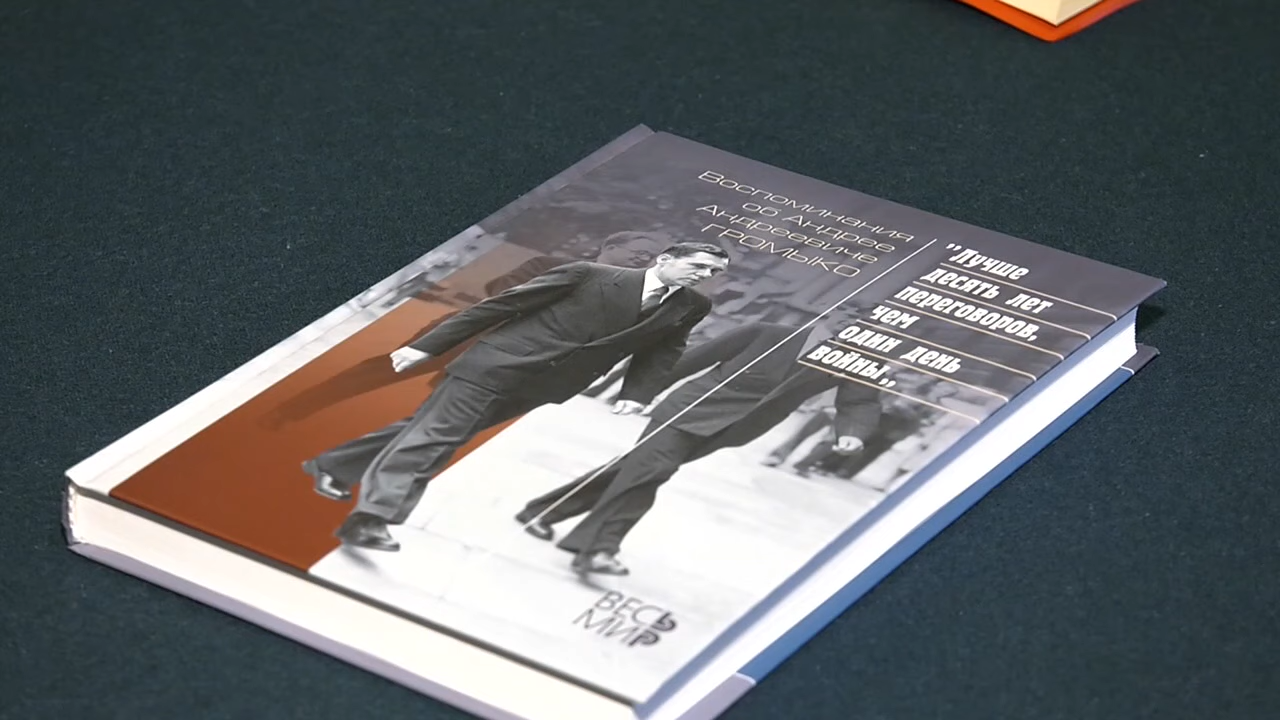 Воспоминания
об Андрее
Андреевиче
ГРОМЫКО
"Лучше
десять лет
переговоров,
чем
один день
войны"
ВЕСЬ
МИР